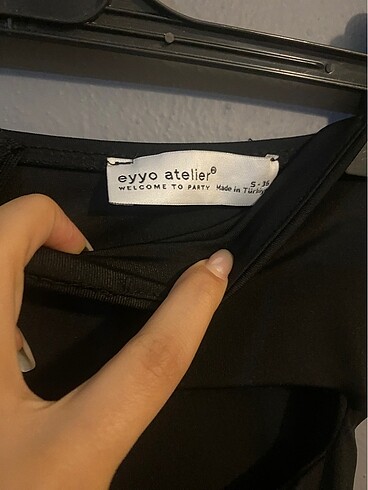 eyyo atelier®
WELCOME TO PARTY
S - 36
Made in Türkiye